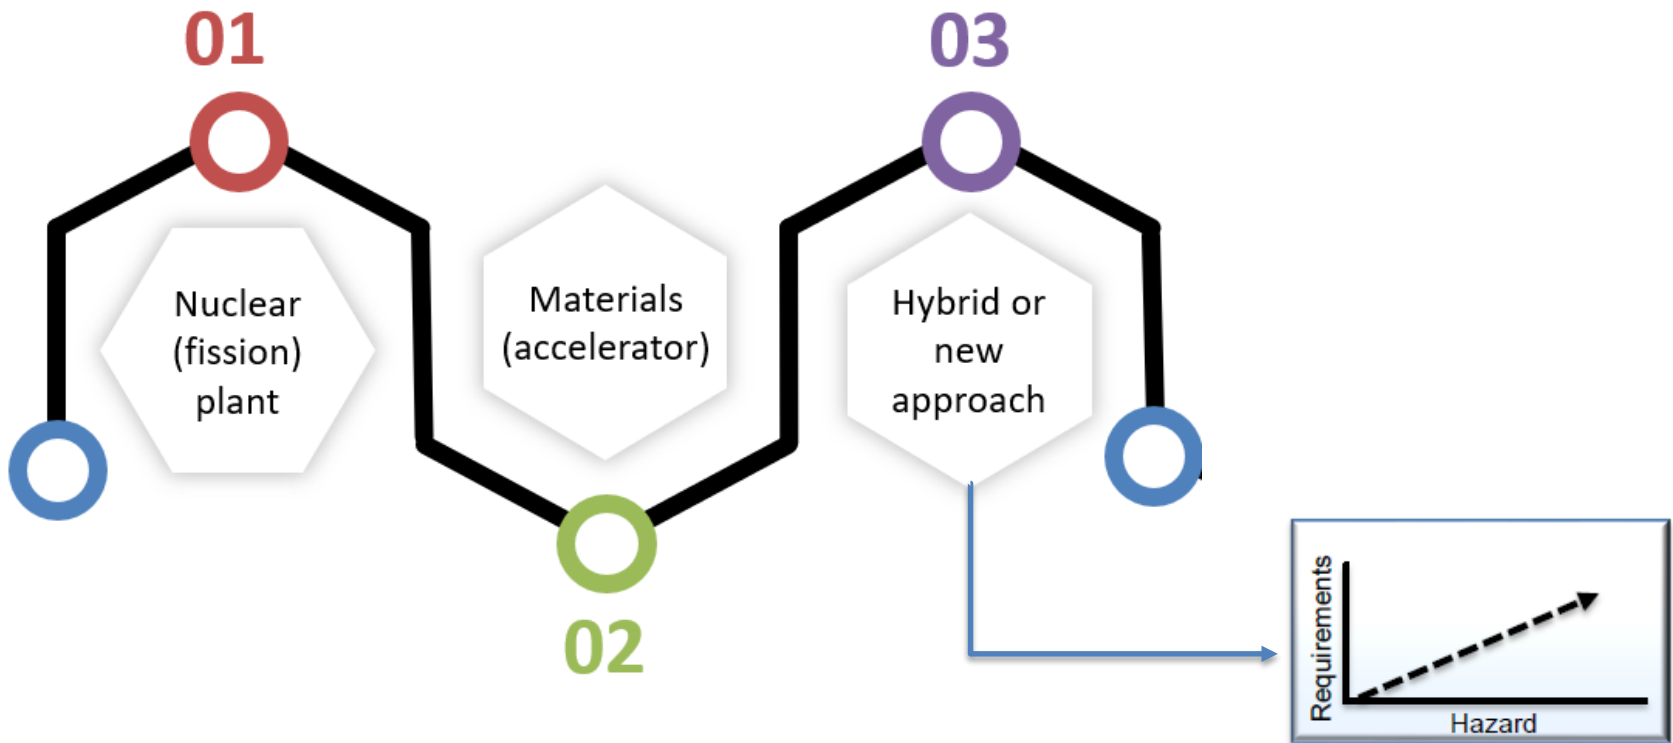 01
03
Nuclear
(fission)
plant
Materials
(accelerator)
Hybrid or
new
approach
02
Requirements
Hazard